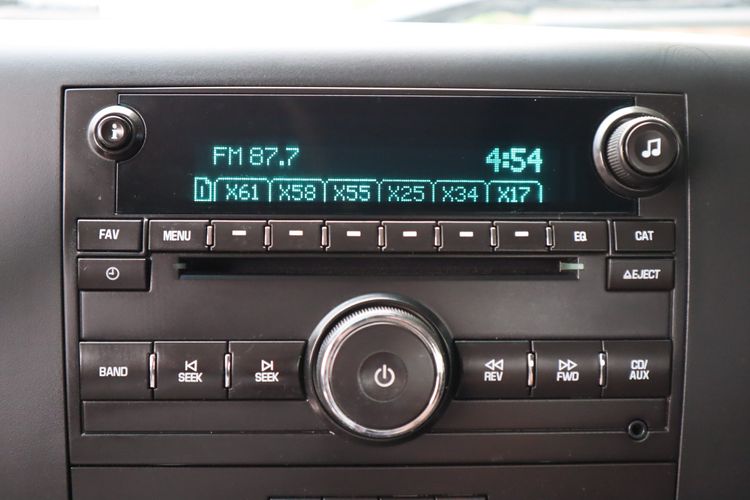 FM 87.7 4:54
1 X61 X58 X55 X25 X34 X17
FAV MENU EQ CAT
EJECT
BAND SEEK SEEK REV FWD CD/
AUX